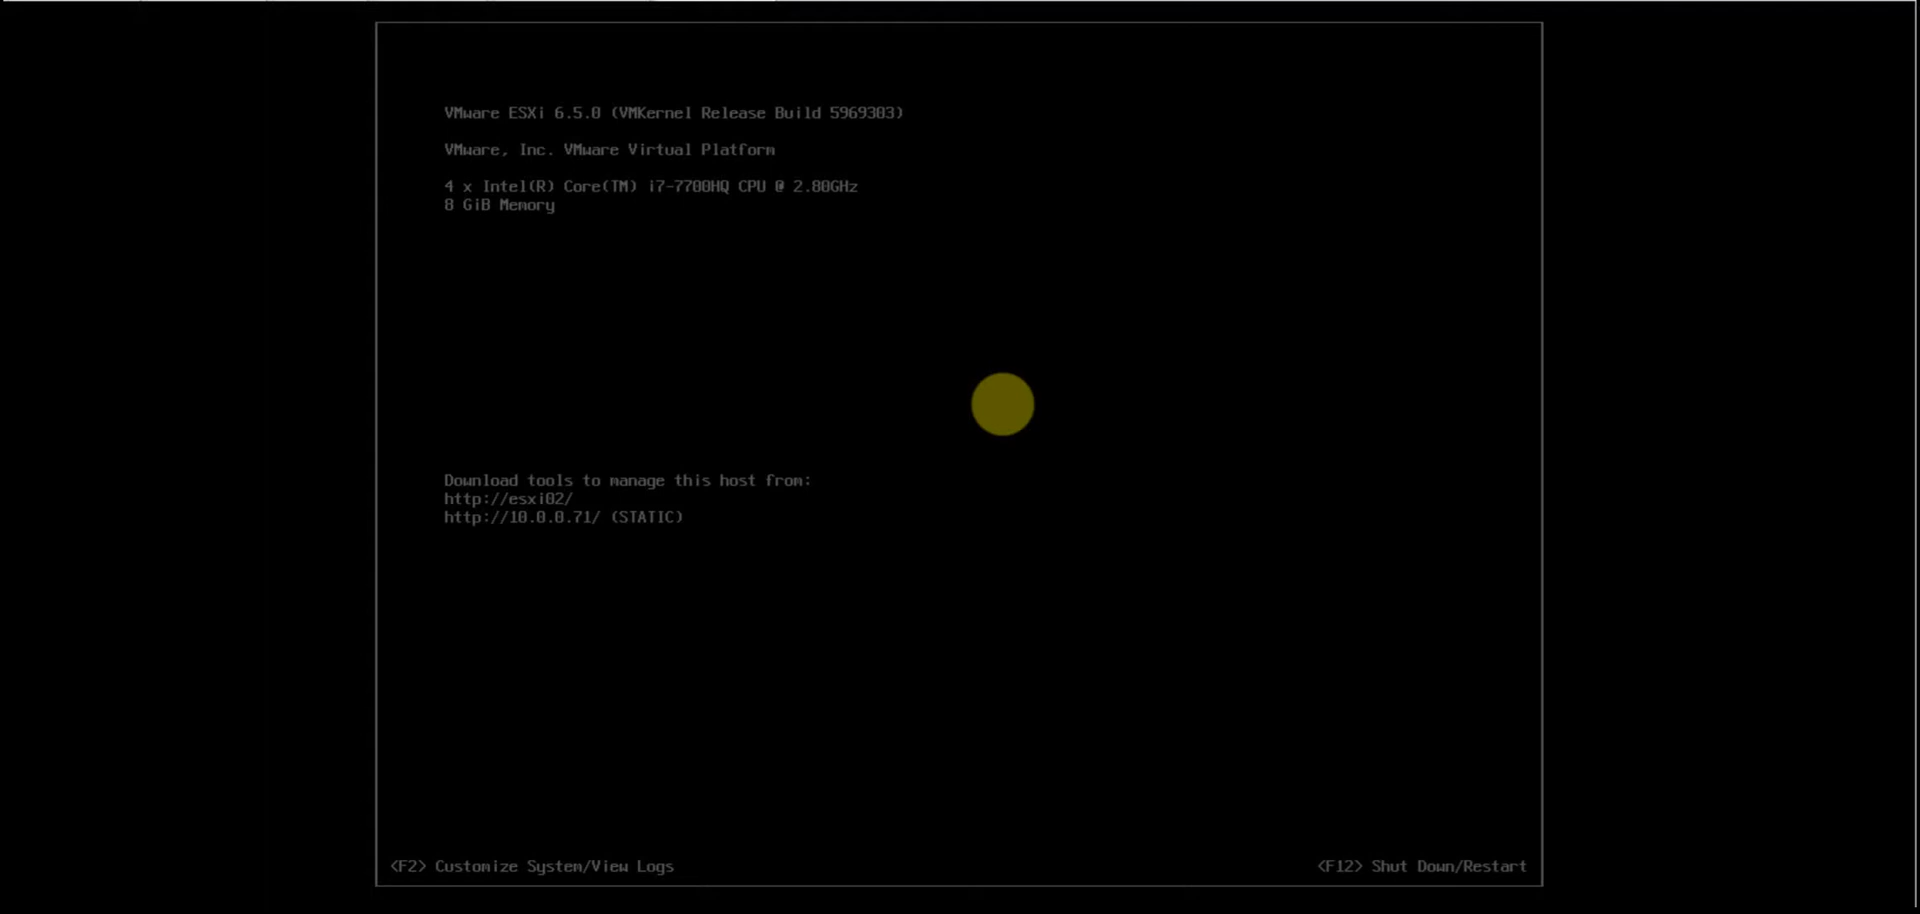 VMware ESXi 6.5.0 (VMKernel Release Build 5969303)
VMware, Inc. VMware Virtual Platform
4 x Intel(R) Core(TM) i7-7700HQ CPU @ 2.80GHz
8 GiB Memory
Download tools to manage this host from:
http://esxi02/
http://10.0.0.71/ (STATIC)
<F2> Customize System/View Logs
<F12> Shut Down/Restart